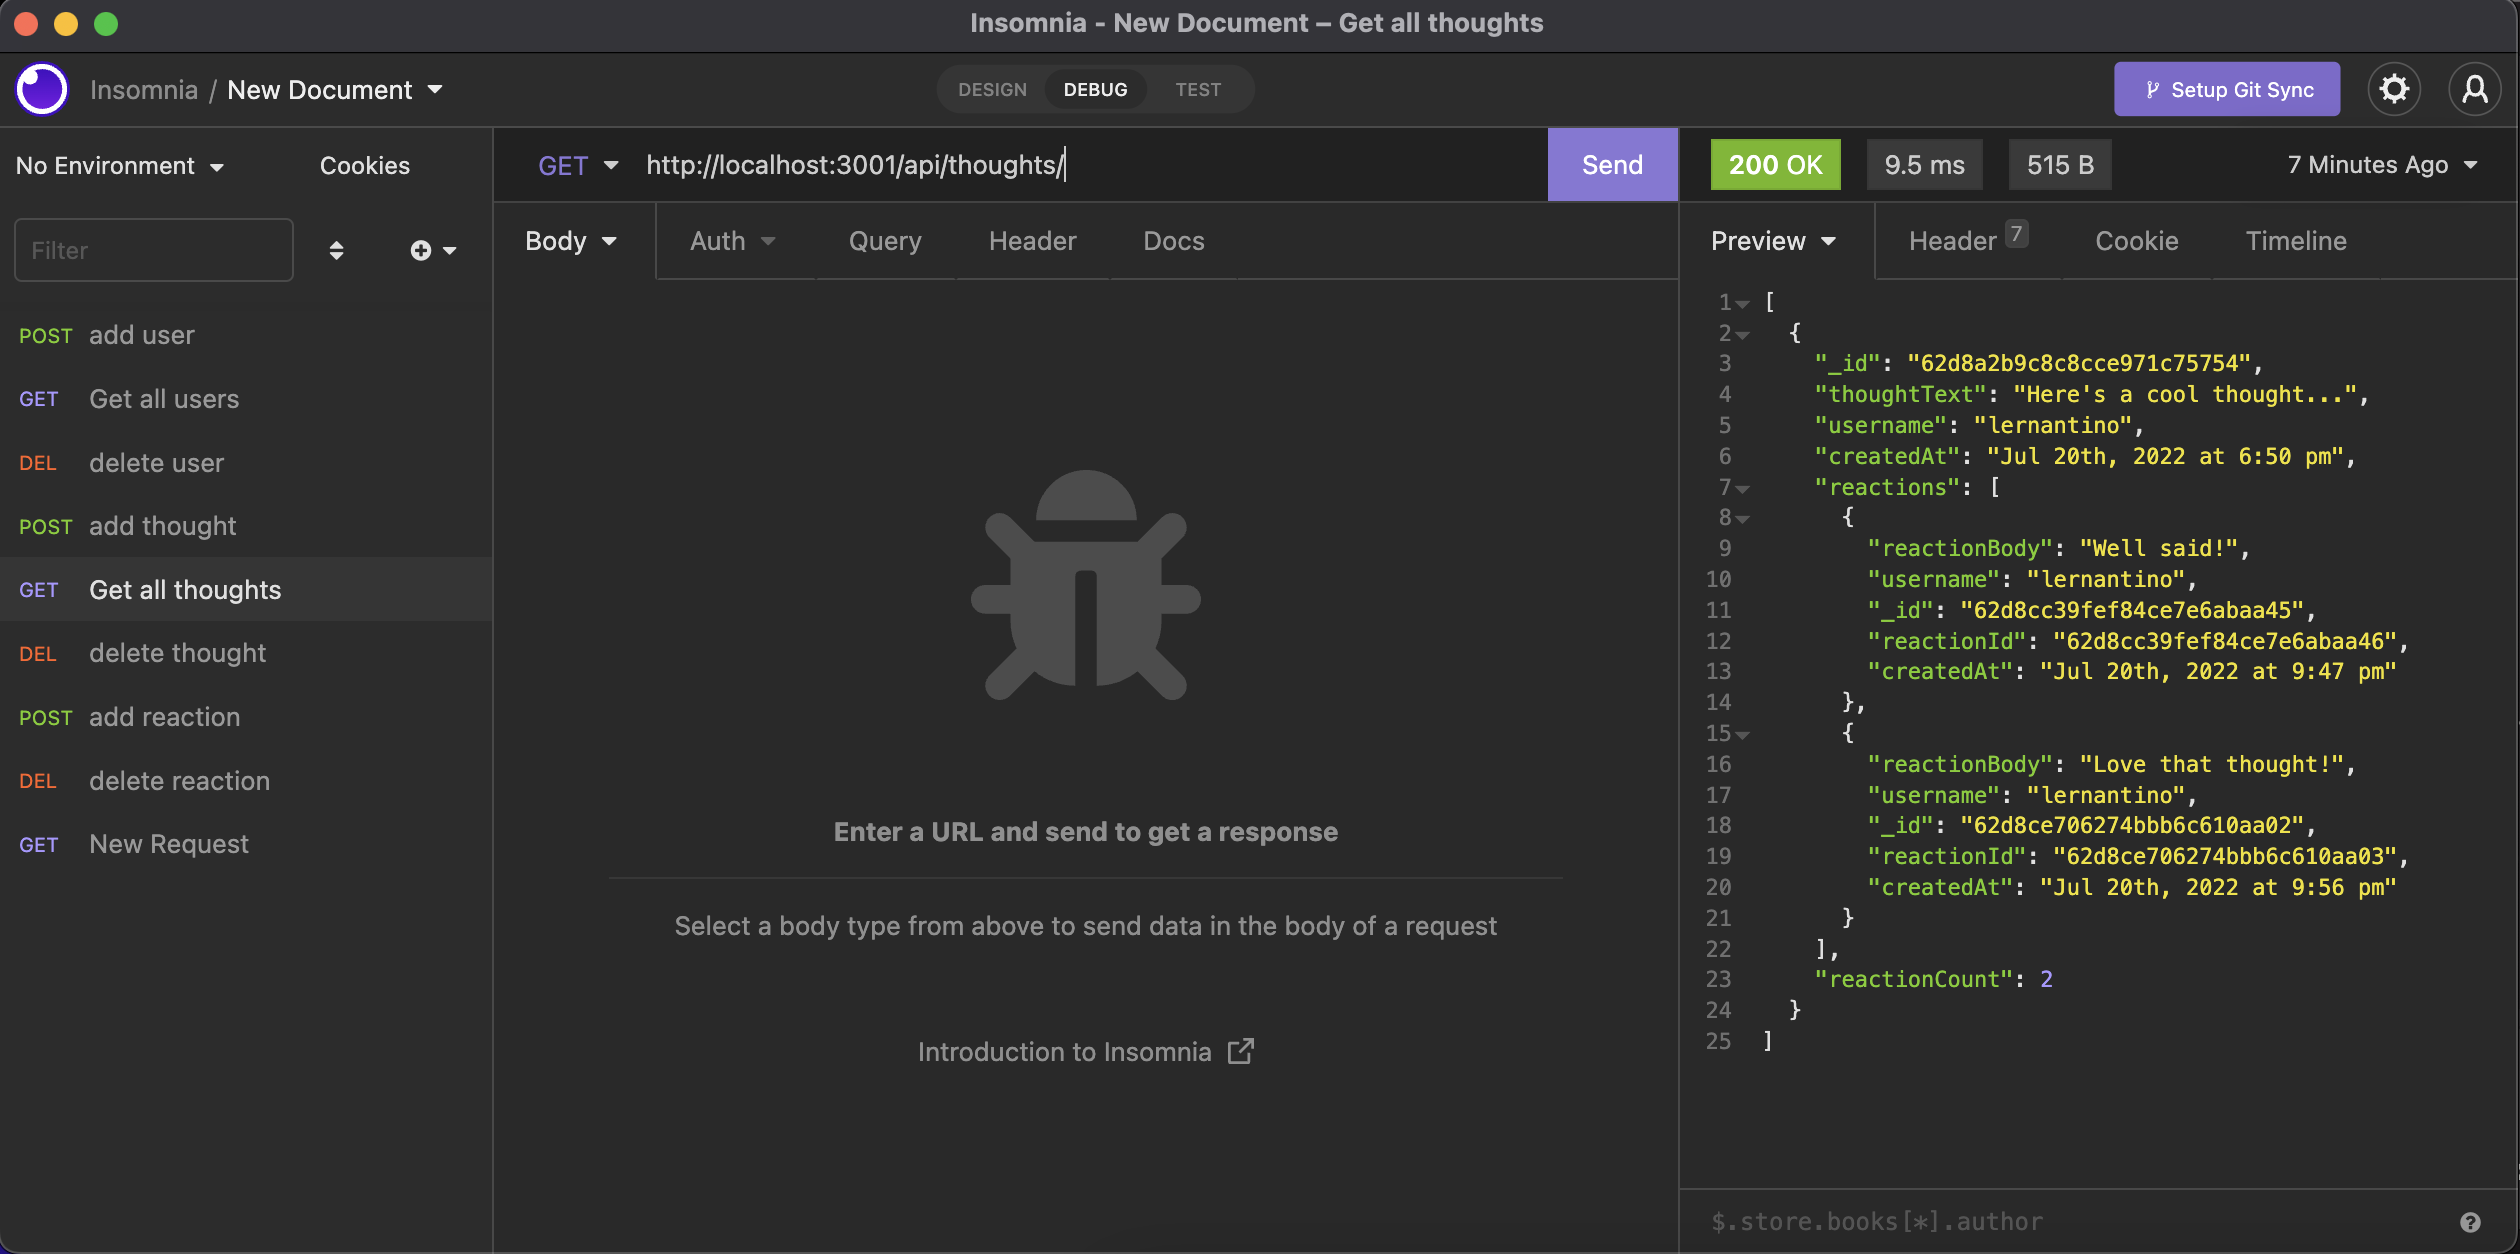 Insomnia - New Document – Get all thoughts
Insomnia / New Document
DESIGN DEBUG TEST
Setup Git Sync
No Environment Cookies
Filter
POST add user
GET Get all users
DEL delete user
POST add thought
GET Get all thoughts
DEL delete thought
POST add reaction
DEL delete reaction
GET New Request
GET http://localhost:3001/api/thoughts/ Send
Body Auth Query Header Docs
Enter a URL and send to get a response
Select a body type from above to send data in the body of a request
Introduction to Insomnia
200 OK 9.5 ms 515 B 7 Minutes Ago
Preview Header 7 Cookie Timeline
1 [
2 {
3 "_id": "62d8a2b9c8c8cce971c75754",
4 "thoughtText": "Here's a cool thought...",
5 "username": "lernantino",
6 "createdAt": "Jul 20th, 2022 at 6:50 pm",
7 "reactions": [
8 {
9 "reactionBody": "Well said!",
10 "username": "lernantino",
11 "_id": "62d8cc39fef84ce7e6abaa45",
12 "reactionId": "62d8cc39fef84ce7e6abaa46",
13 "createdAt": "Jul 20th, 2022 at 9:47 pm"
14 },
15 {
16 "reactionBody": "Love that thought!",
17 "username": "lernantino",
18 "_id": "62d8ce706274bbb6c610aa02",
19 "reactionId": "62d8ce706274bbb6c610aa03",
20 "createdAt": "Jul 20th, 2022 at 9:56 pm"
21 }
22 ],
23 "reactionCount": 2
24 }
25 ]
$.store.books[*].author